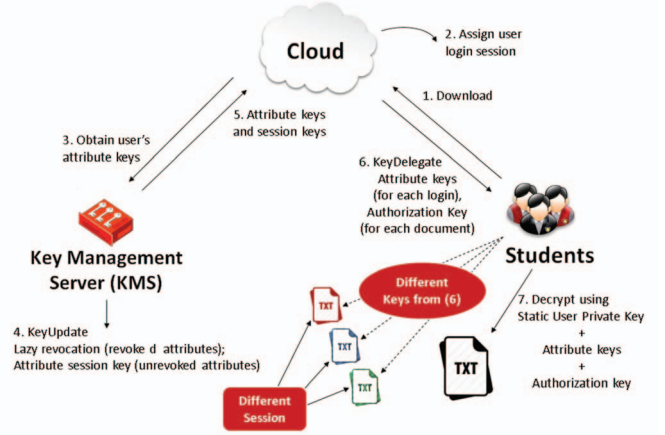 Cloud
2. Assign user
login session
1. Download
5. Attribute keys
and session keys
3. Obtain user's
attribute keys
6. KeyDelegate
Attribute keys
(for each login),
Authorization Key
(for each document)
Key Management
Server (KMS)
Students
Different
Keys from (6)
7. Decrypt using
Static User Private Key
+
Attribute keys
+
Authorization key
4. KeyUpdate
Lazy revocation (revoke d attributes);
Attribute session key (unrevoked attributes)
TXT
TXT
TXT
TXT
Different
Session